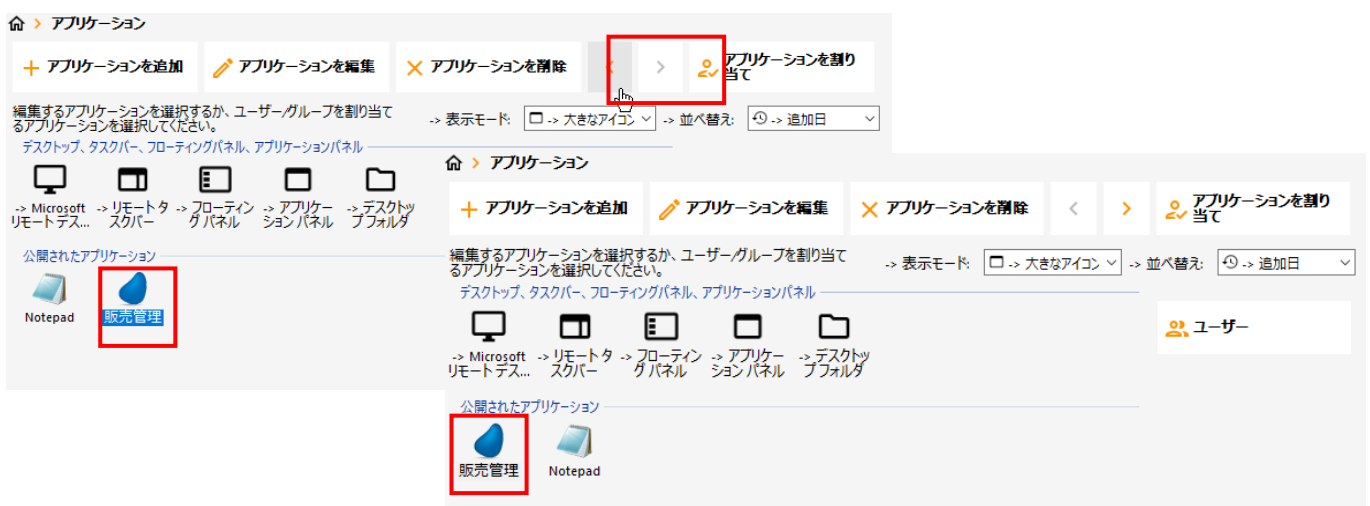 アプリケーション
アプリケーションを追加
アプリケーションを編集
アプリケーションを削除
アプリケーションを割り
当て
編集するアプリケーションを選択するか、ユーザー/グループを割り当て
るアプリケーションを選択してください。
-> 表示モード:
-> 大きなアイコン
-> 並べ替え:
-> 追加日
デスクトップ、タスクバー、フローティングパネル、アプリケーションパネル
-> Microsoft
リモートデス...
-> リモートタ
スクバー
-> フローティン
グパネル
-> アプリケー
ションパネル
-> デスクトッ
プフォルダ
公開されたアプリケーション
Notepad
販売管理
アプリケーション
アプリケーションを追加
アプリケーションを編集
アプリケーションを削除
アプリケーションを割り
当て
編集するアプリケーションを選択するか、ユーザー/グループを割り当て
るアプリケーションを選択してください。
-> 表示モード:
-> 大きなアイコン
-> 並べ替え:
-> 追加日
デスクトップ、タスクバー、フローティングパネル、アプリケーションパネル
ユーザー
-> Microsoft
リモートデス...
-> リモートタ
スクバー
-> フローティン
グパネル
-> アプリケー
ションパネル
-> デスクトッ
プフォルダ
公開されたアプリケーション
販売管理
Notepad